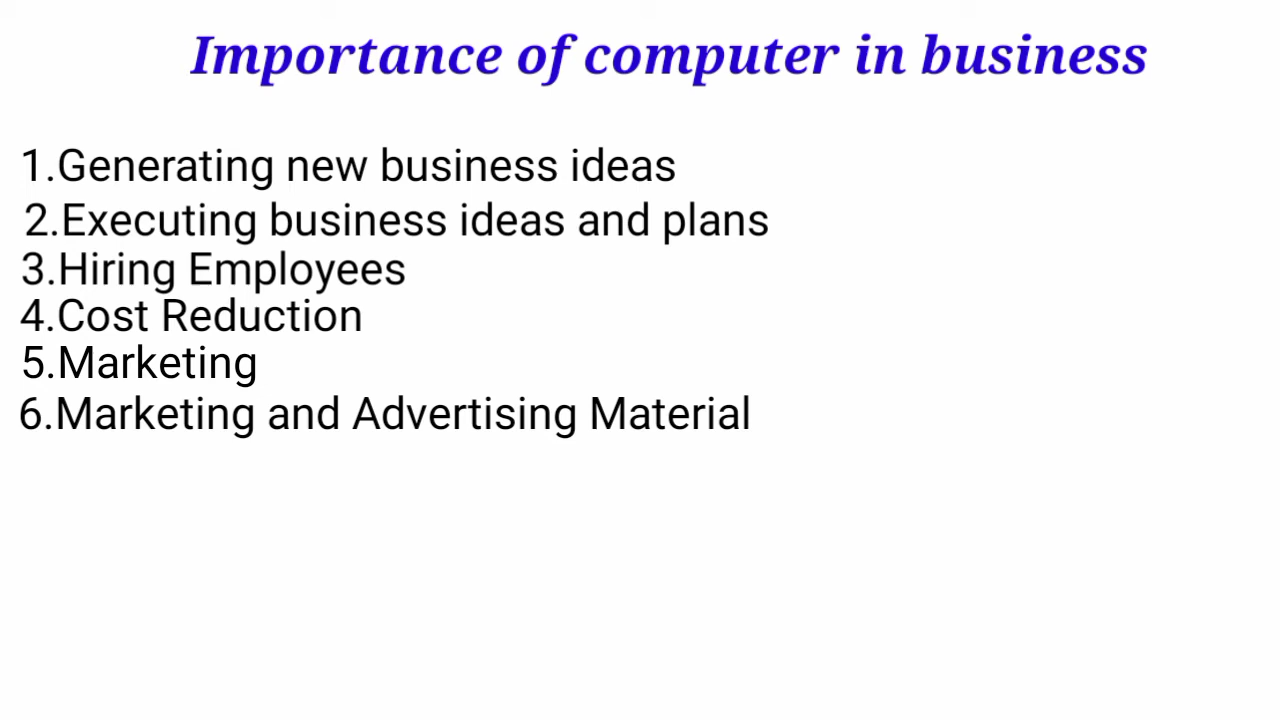 Importance of computer in business
1.Generating new business ideas
2.Executing business ideas and plans
3.Hiring Employees
4.Cost Reduction
5.Marketing
6.Marketing and Advertising Material